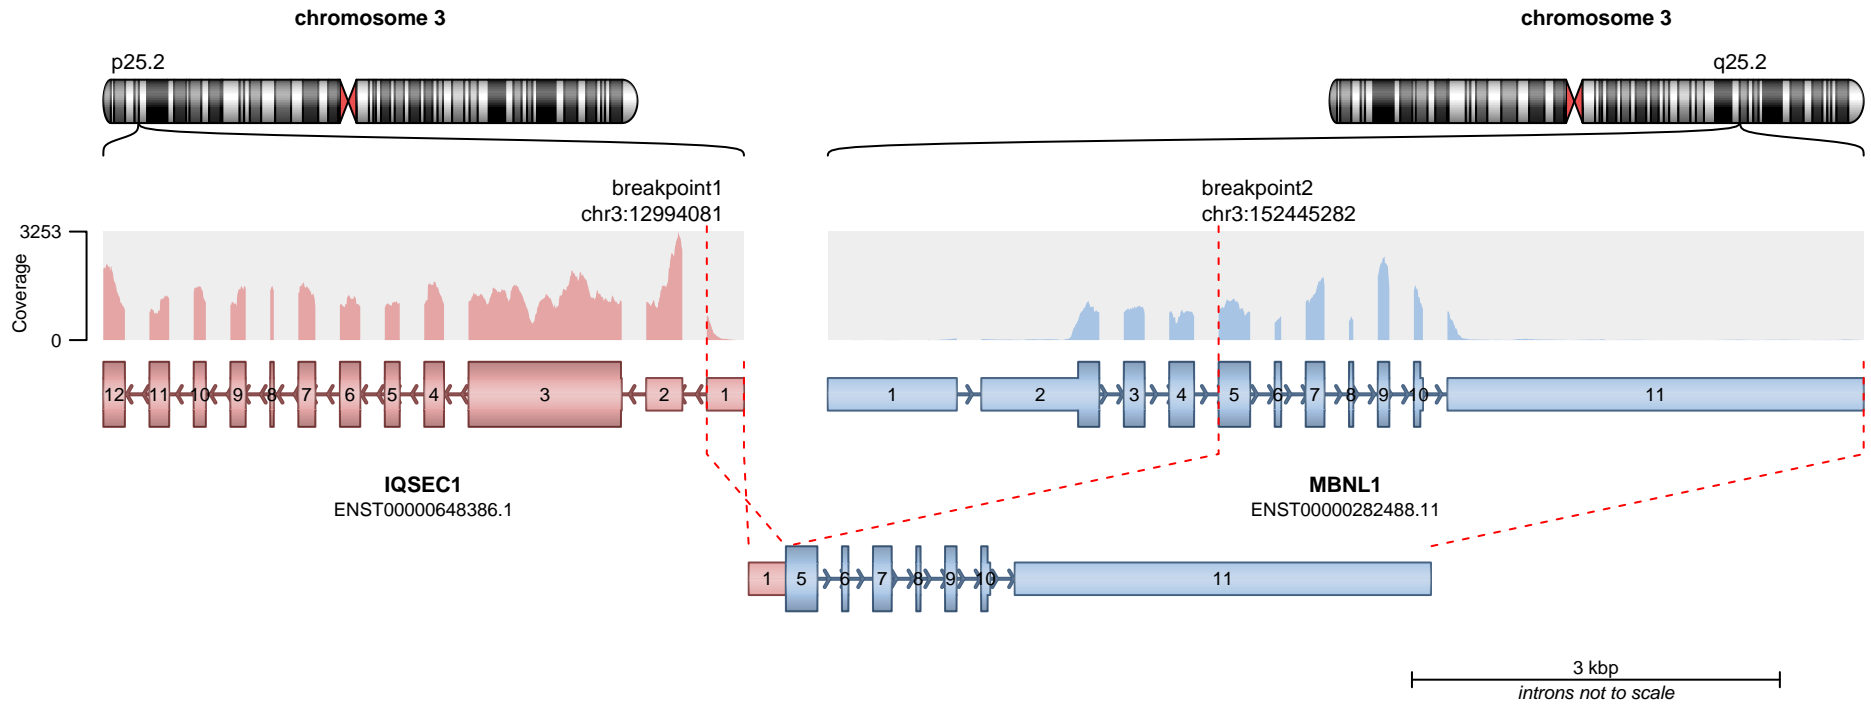 chromosome 3
chromosome 3
p25.2
q25.2
breakpoint1
chr3:12994081
breakpoint2
chr3:152445282
3253
Coverage
0
12 11 10 9 8 7 6 5 4 3 2 1
1 2 3 4 5 6 7 8 9 10 11
IQSEC1
ENST00000648386.1
MBNL1
ENST00000282488.11
1 5 6 7 8 9 10 11
3 kbp
introns not to scale